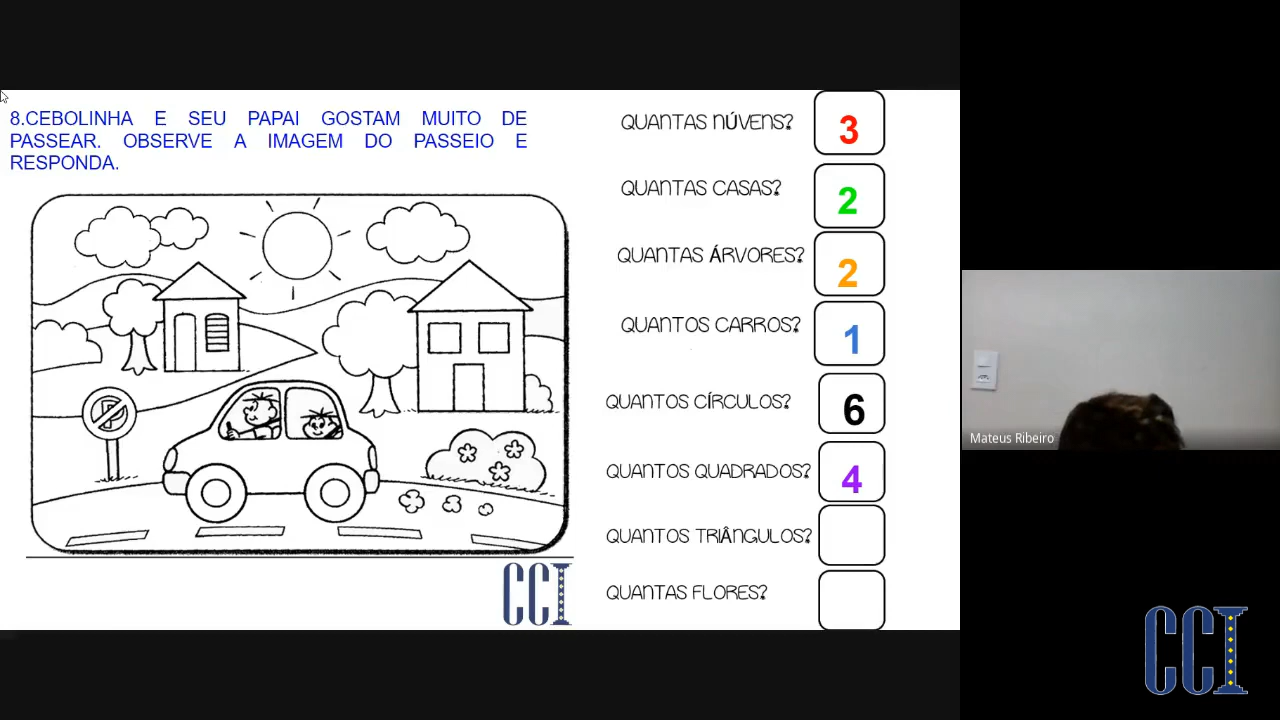 8.CEBOLINHA E SEU PAPAI GOSTAM MUITO DE
PASSEAR. OBSERVE A IMAGEM DO PASSEIO E
RESPONDA.
P
CCI
QUANTAS NÚVENS? 3
QUANTAS CASAS? 2
QUANTAS ÁRVORES? 2
QUANTOS CARROS? 1
QUANTOS CÍRCULOS? 6
QUANTOS QUADRADOS? 4
QUANTOS TRIÂNGULOS?
QUANTAS FLORES?
Mateus Ribeiro
CCI